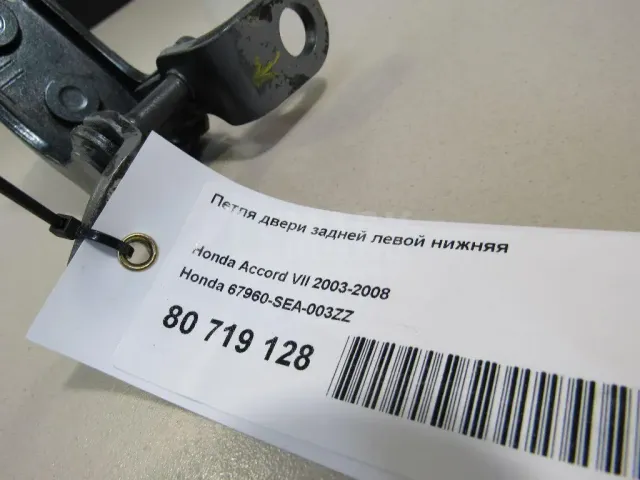 Петля двери задней левой нижняя
Honda Accord VII 2003-2008
Honda 67960-SEA-003ZZ
80 719 128